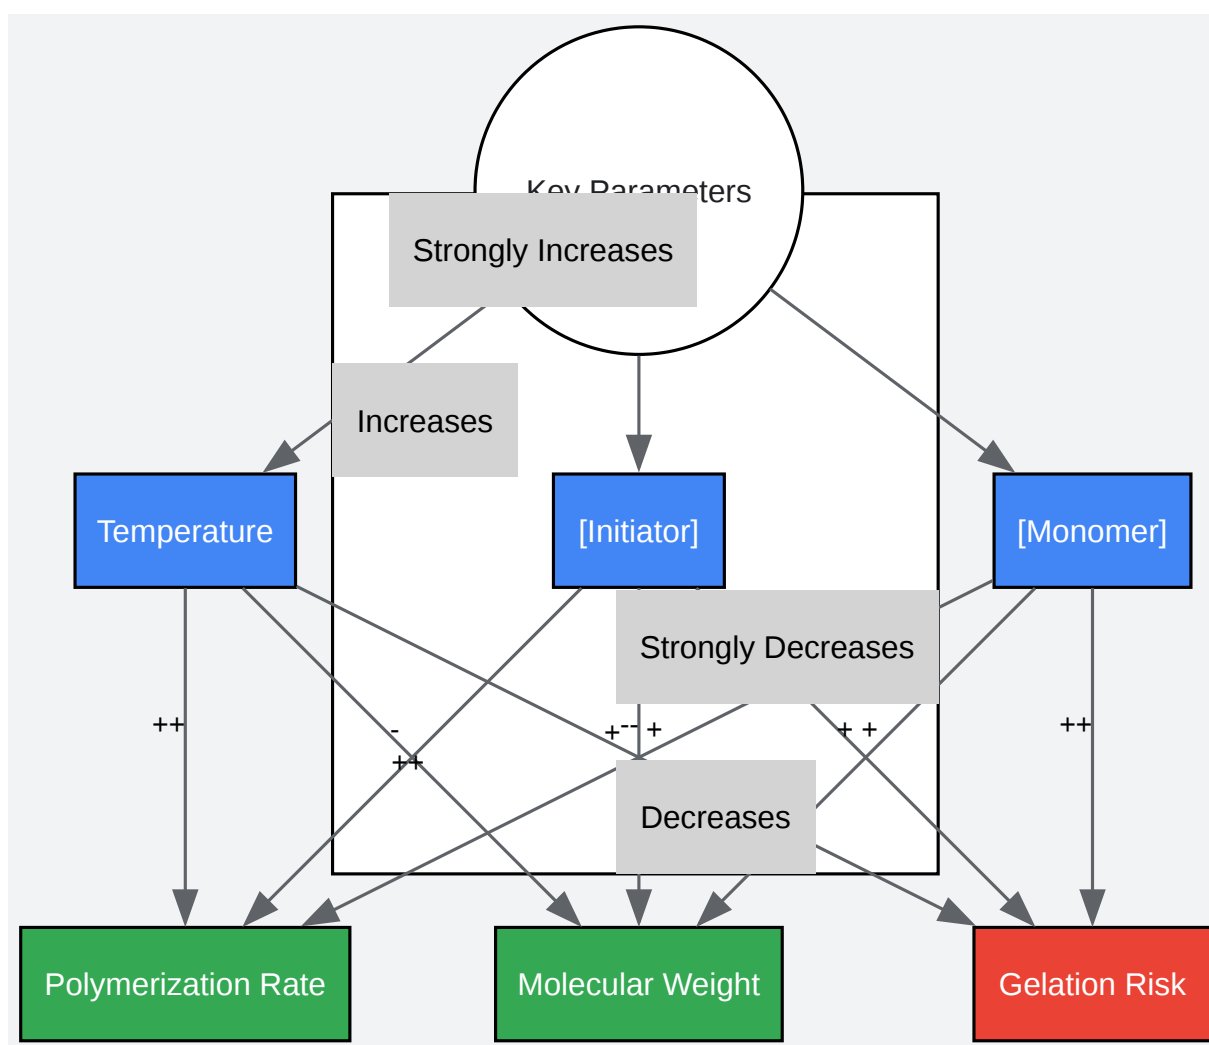 Key Parameters
Strongly Increases
Increases
Temperature
[Initiator]
[Monomer]
Strongly Decreases
++
-
++
+
--
+
+
+
++
Decreases
Polymerization Rate
Molecular Weight
Gelation Risk